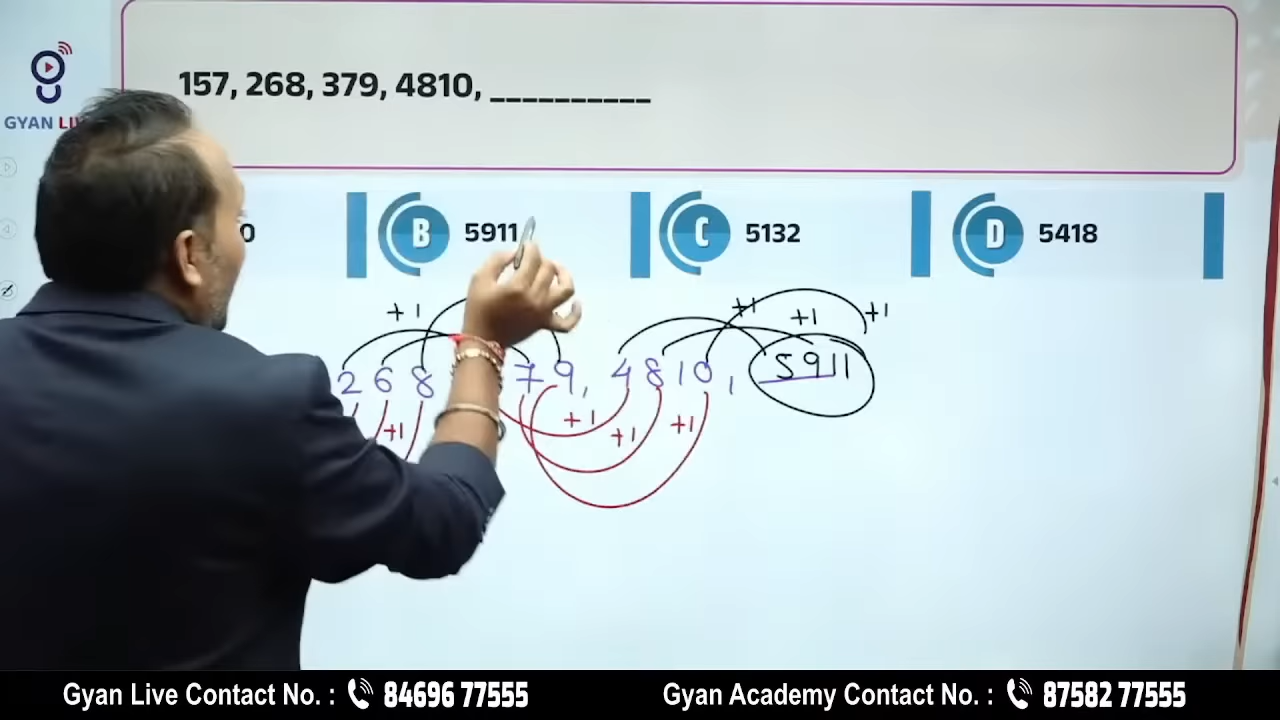 157, 268, 379, 4810, __________
GYAN LIV
0
B 5911
C 5132
D 5418
+1 +1 +1 +1
2 6 8 7 9, 4 8 10, 5911
+1 +1 +1 +1
Gyan Live Contact No. : 84696 77555 Gyan Academy Contact No. : 87582 77555